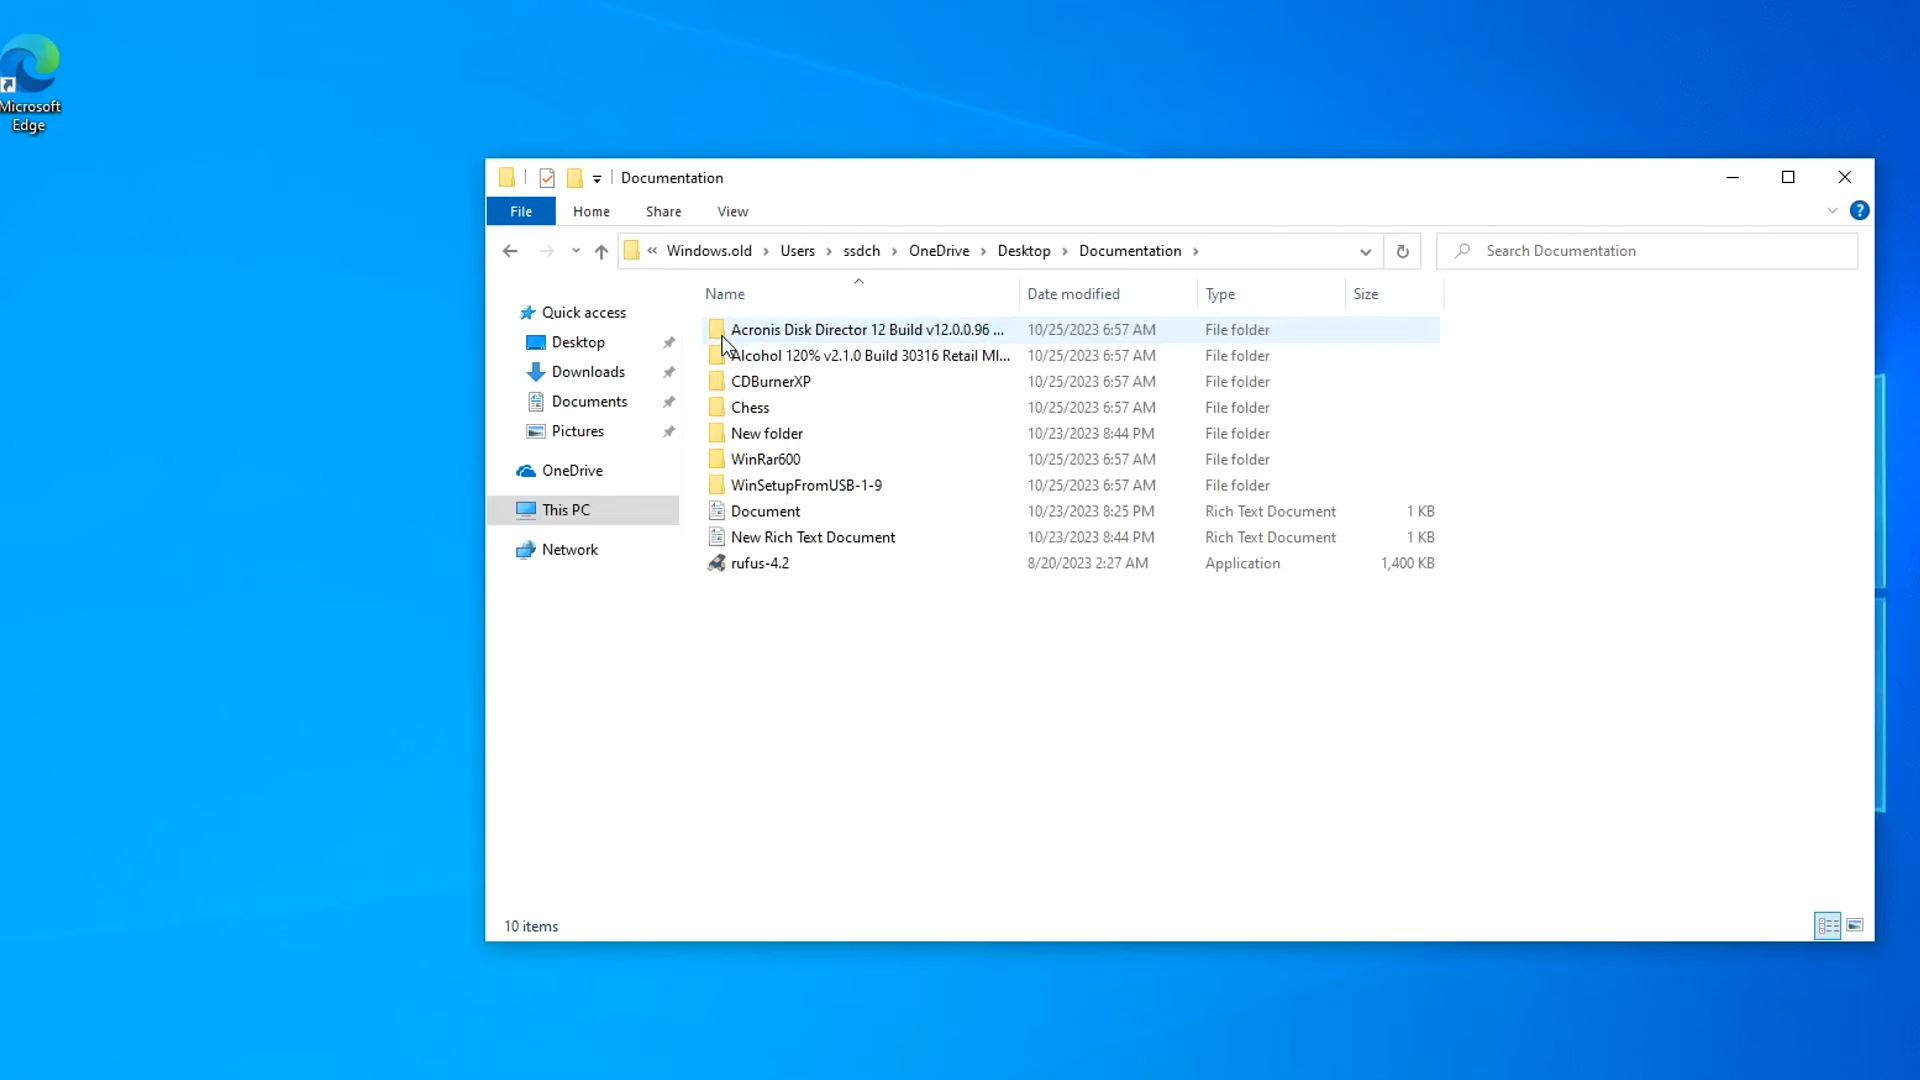 Microsoft
Edge
Documentation
File Home Share View
« Windows.old › Users › ssdch › OneDrive › Desktop › Documentation ›
Search Documentation
Name Date modified Type Size
Quick access
Desktop
Downloads
Documents
Pictures
OneDrive
This PC
Network
Acronis Disk Director 12 Build v12.0.0.96 ... 10/25/2023 6:57 AM File folder
Alcohol 120% v2.1.0 Build 30316 Retail Ml... 10/25/2023 6:57 AM File folder
CDBurnerXP 10/25/2023 6:57 AM File folder
Chess 10/25/2023 6:57 AM File folder
New folder 10/23/2023 8:44 PM File folder
WinRar600 10/25/2023 6:57 AM File folder
WinSetupFromUSB-1-9 10/25/2023 6:57 AM File folder
Document 10/23/2023 8:25 PM Rich Text Document 1 KB
New Rich Text Document 10/23/2023 8:44 PM Rich Text Document 1 KB
rufus-4.2 8/20/2023 2:27 AM Application 1,400 KB
10 items